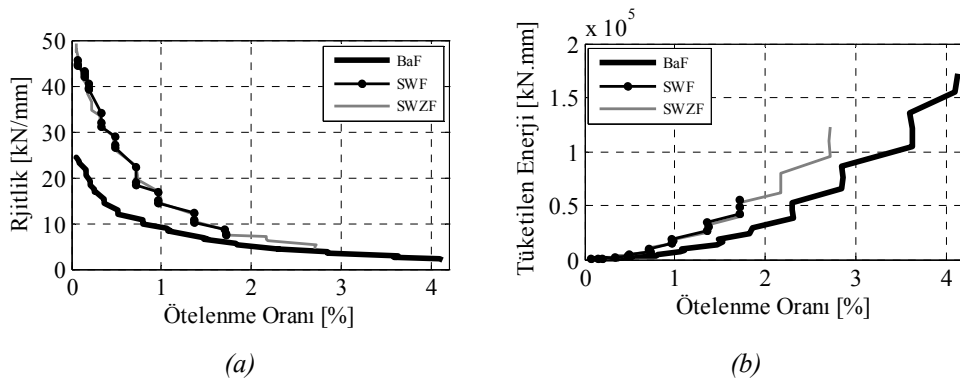 x 10^5
50
40
30
20
10
0
Rjitlik [kN/mm]
BaF
SWF
SWZF
0 1 2 3 4
Ötelenme Oranı [%]
(a)
2
1.5
1
0.5
0
Tüketilen Enerji [kN.mm]
BaF
SWF
SWZF
0 1 2 3 4
Ötelenme Oranı [%]
(b)